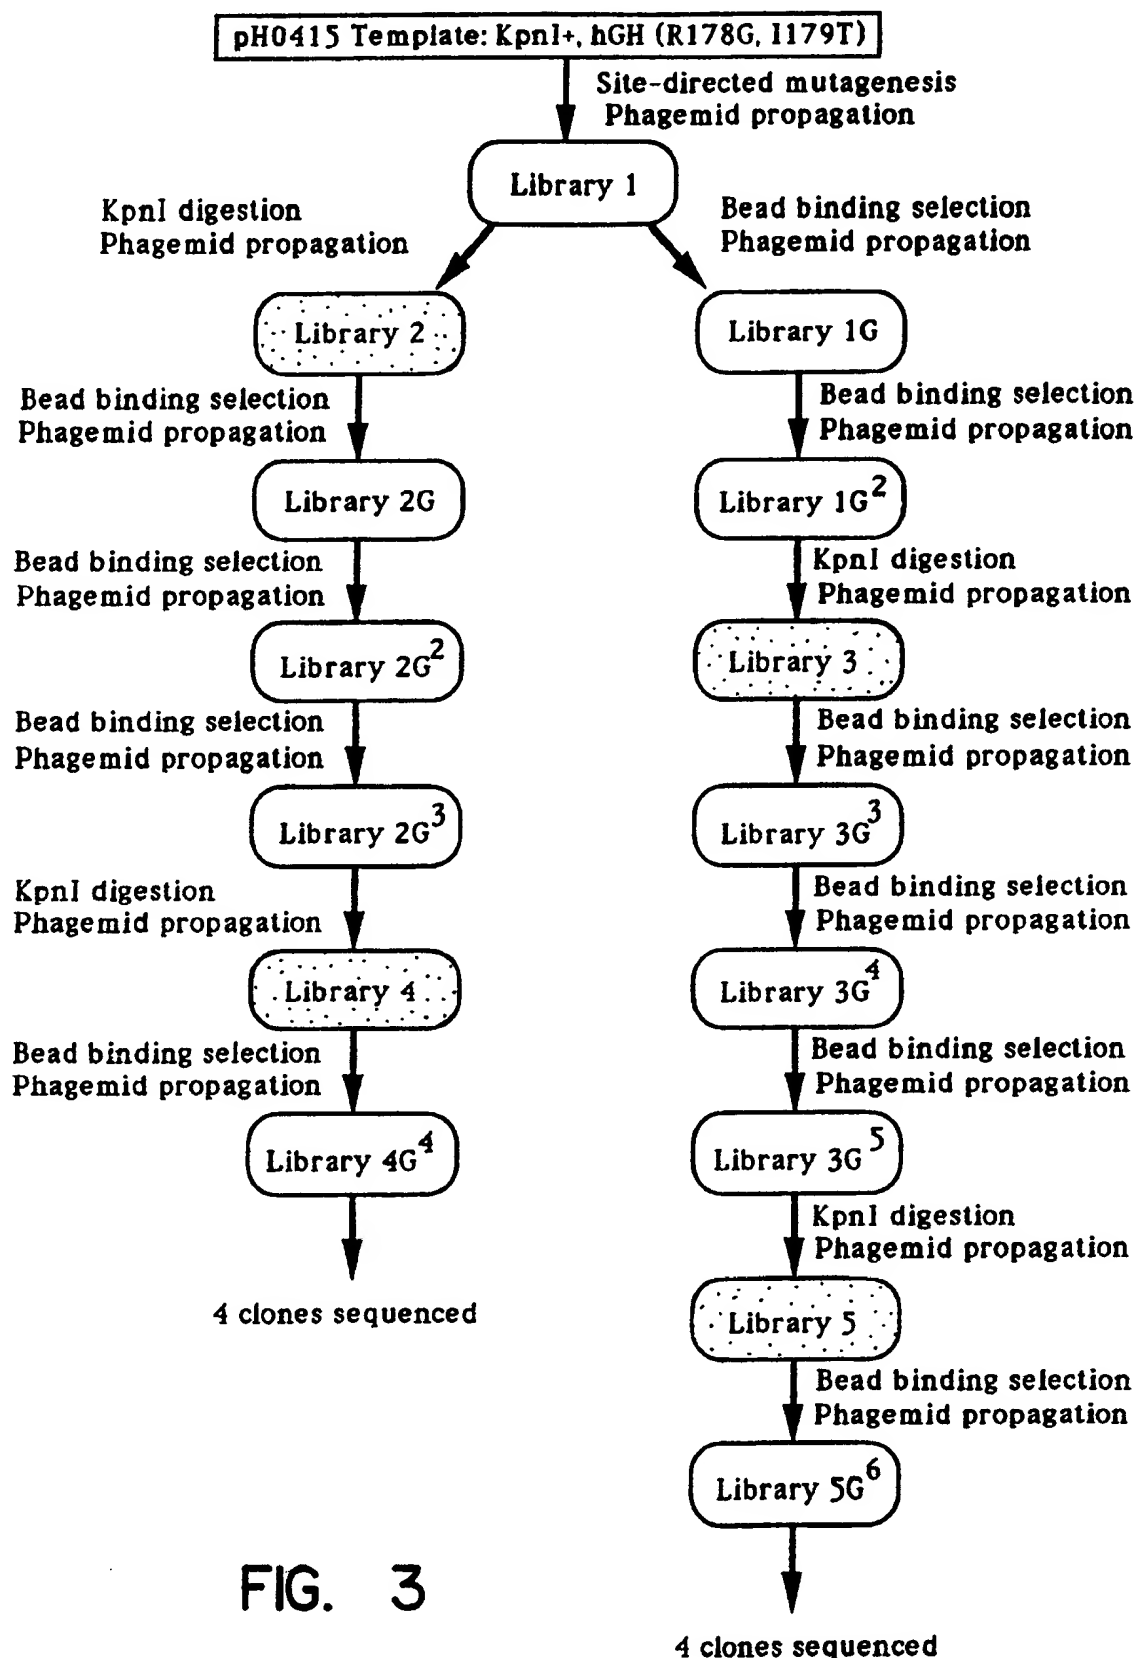 pH0415 Template: KpnI+, hGH (R178G, I179T)
Site-directed mutagenesis
Phagemid propagation
Library 1
KpnI digestion
Phagemid propagation
Bead binding selection
Phagemid propagation
Library 2
Library 1G
Bead binding selection
Phagemid propagation
Bead binding selection
Phagemid propagation
Library 2G
Library 1G²
Bead binding selection
Phagemid propagation
KpnI digestion
Phagemid propagation
Library 2G²
Library 3
Bead binding selection
Phagemid propagation
Bead binding selection
Phagemid propagation
Library 2G³
Library 3G³
KpnI digestion
Phagemid propagation
Bead binding selection
Phagemid propagation
Library 4
Library 3G⁴
Bead binding selection
Phagemid propagation
Bead binding selection
Phagemid propagation
Library 4G⁴
Library 3G⁵
KpnI digestion
Phagemid propagation
4 clones sequenced
Library 5
Bead binding selection
Phagemid propagation
Library 5G⁶
FIG. 3
4 clones sequenced